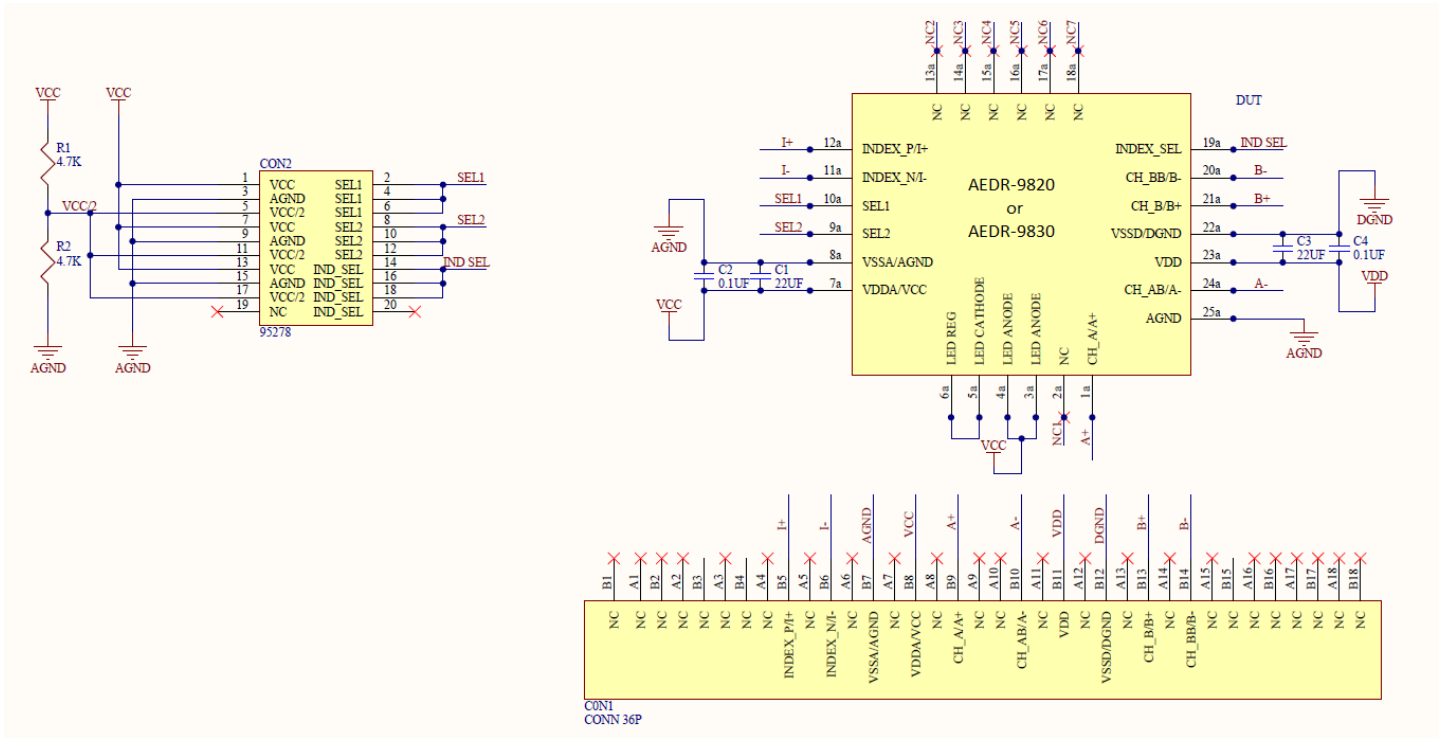 VCC
VCC
R1
4.7K
VCC/2
R2
4.7K
AGND
AGND
CON2
1 VCC SEL1 2 SEL1
3 AGND SEL1 4
5 VCC/2 SEL1 6
7 VCC SEL2 8 SEL2
9 AGND SEL2 10
11 VCC/2 SEL2 12
13 VCC IND_SEL 14 IND SEL
15 AGND IND_SEL 16
17 VCC/2 IND_SEL 18
19 NC IND_SEL 20
95278
NC2 NC3 NC4 NC5 NC6 NC7
13a 14a 15a 16a 17a 18a
NC NC NC NC NC NC
DUT
I+ 12a INDEX_P/I+
I- 11a INDEX_N/I-
SEL1 10a SEL1
SEL2 9a SEL2
8a VSSA/AGND
7a VDDA/VCC
AEDR-9820
or
AEDR-9830
INDEX_SEL 19a IND SEL
CH_BB/B- 20a B-
CH_B/B+ 21a B+
VSSD/DGND 22a
VDD 23a
CH_AB/A- 24a A-
AGND 25a
AGND
C2
0.1UF
C1
22UF
VCC
DGND
C3
22UF
C4
0.1UF
VDD
AGND
LED REG LED CATHODE LED ANODE LED ANODE NC CH_A/A+
6a 5a 4a 3a 2a 1a
VCC
NC1
A+
I+ I- AGND VCC A+ A- VDD DGND B+ B-
B1 A1 B2 A2 B3 A3 B4 A4 B5 A5 B6 A6 B7 A7 B8 A8 B9 A9 A10 B10 A11 B11 A12 B12 A13 B13 A14 B14 A15 B15 A16 B16 A17 B17 A18 B18
NC NC NC NC NC NC NC NC INDEX_P/I+ NC INDEX_N/I- NC VSSA/AGND NC VDDA/VCC NC CH_A/A+ NC NC CH_AB/A- NC VDD NC VSSD/DGND NC CH_B/B+ NC CH_BB/B- NC NC NC NC NC NC NC NC
C0N1
CONN 36P